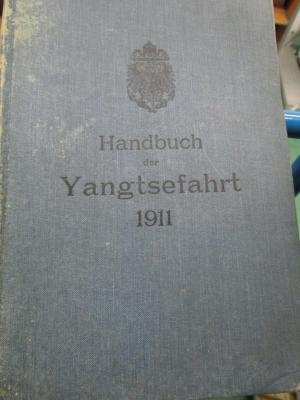 Handbuch
der
Yangtsefahrt
1911